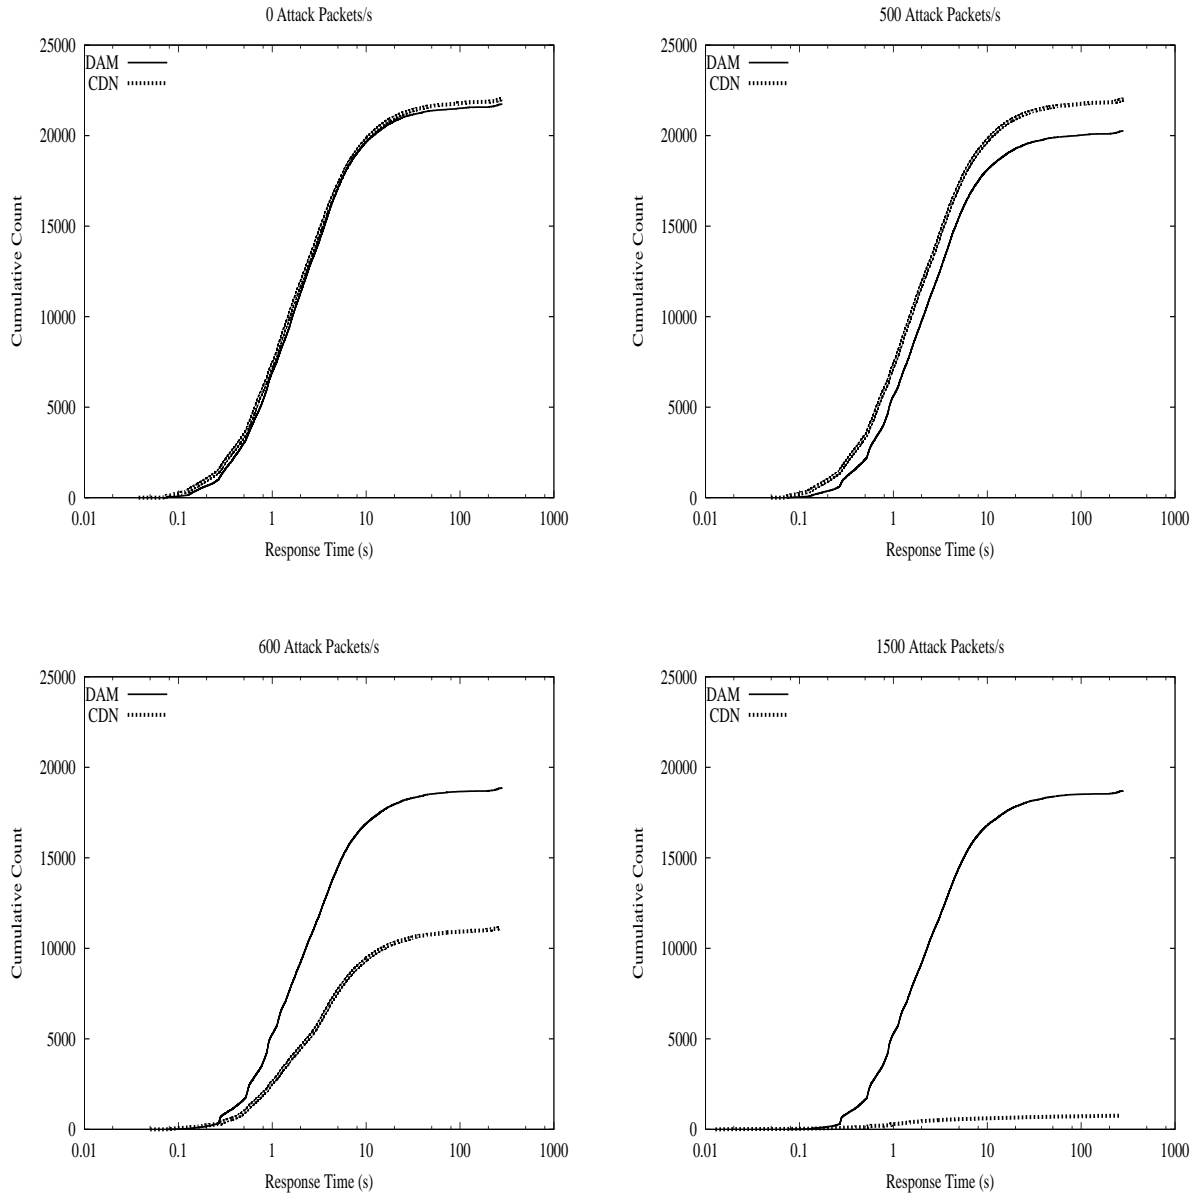 0 Attack Packets/s
25000
20000
15000
10000
5000
0
DAM
CDN
Cumulative Count
0.01 0.1 1 10 100 1000
Response Time (s)
500 Attack Packets/s
25000
20000
15000
10000
5000
0
DAM
CDN
Cumulative Count
0.01 0.1 1 10 100 1000
Response Time (s)
600 Attack Packets/s
25000
20000
15000
10000
5000
0
DAM
CDN
Cumulative Count
0.01 0.1 1 10 100 1000
Response Time (s)
1500 Attack Packets/s
25000
20000
15000
10000
5000
0
DAM
CDN
Cumulative Count
0.01 0.1 1 10 100 1000
Response Time (s)